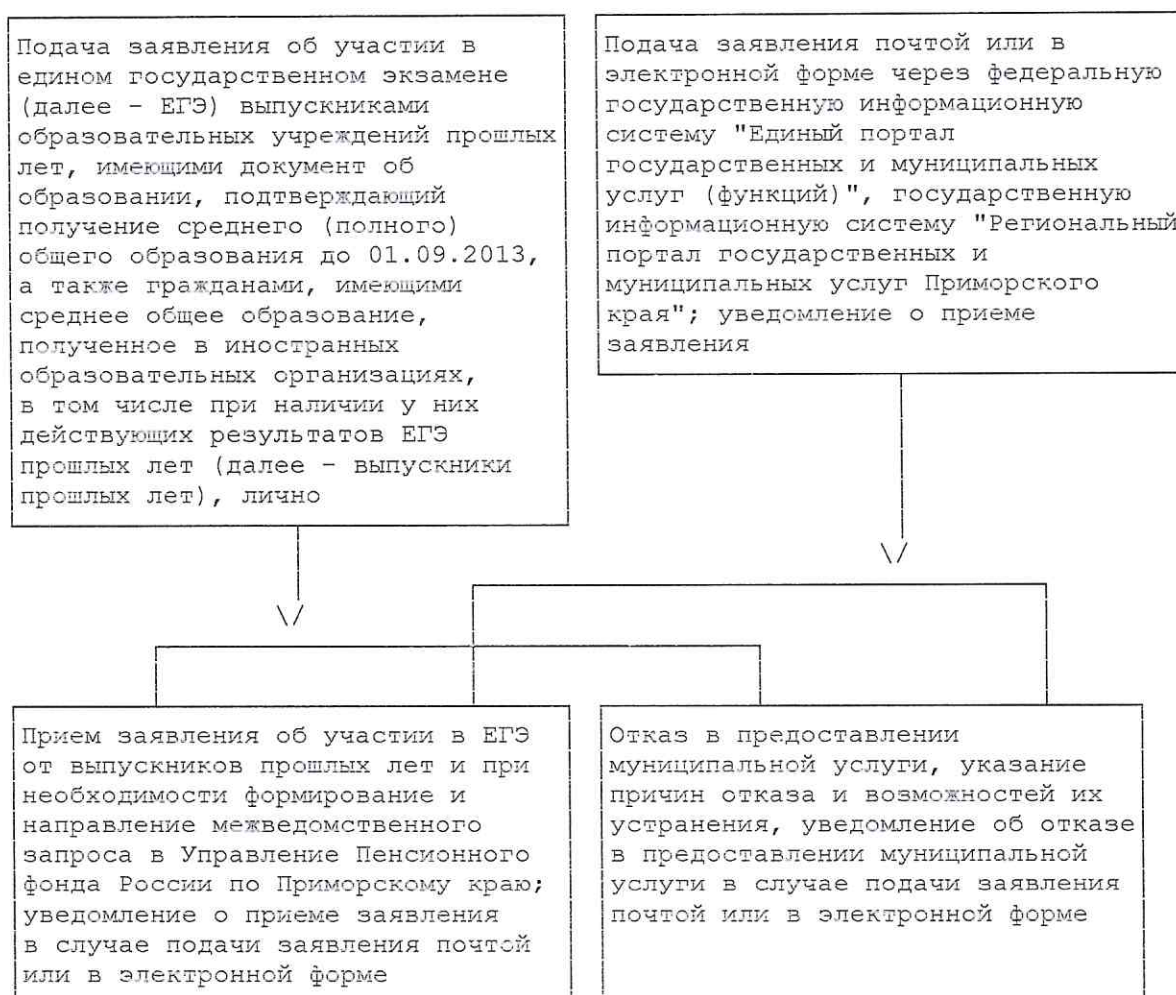 Подача заявления об участии в
едином государственном экзамене
(далее - ЕГЭ) выпускниками
образовательных учреждений прошлых
лет, имеющими документ об
образовании, подтверждающий
получение среднего (полного)
общего образования до 01.09.2013,
а также гражданами, имеющими
среднее общее образование,
полученное в иностранных
образовательных организациях,
в том числе при наличии у них
действующих результатов ЕГЭ
прошлых лет (далее - выпускники
прошлых лет), лично
Подача заявления почтой или в
электронной форме через федеральную
государственную информационную
систему "Единый портал
государственных и муниципальных
услуг (функций)", государственную
информационную систему "Региональный
портал государственных и
муниципальных услуг Приморского
края"; уведомление о приеме
заявления
Прием заявления об участии в ЕГЭ
от выпускников прошлых лет и при
необходимости формирование и
направление межведомственного
запроса в Управление Пенсионного
фонда России по Приморскому краю;
уведомление о приеме заявления
в случае подачи заявления почтой
или в электронной форме
Отказ в предоставлении
муниципальной услуги, указание
причин отказа и возможностей их
устранения, уведомление об отказе
в предоставлении муниципальной
услуги в случае подачи заявления
почтой или в электронной форме